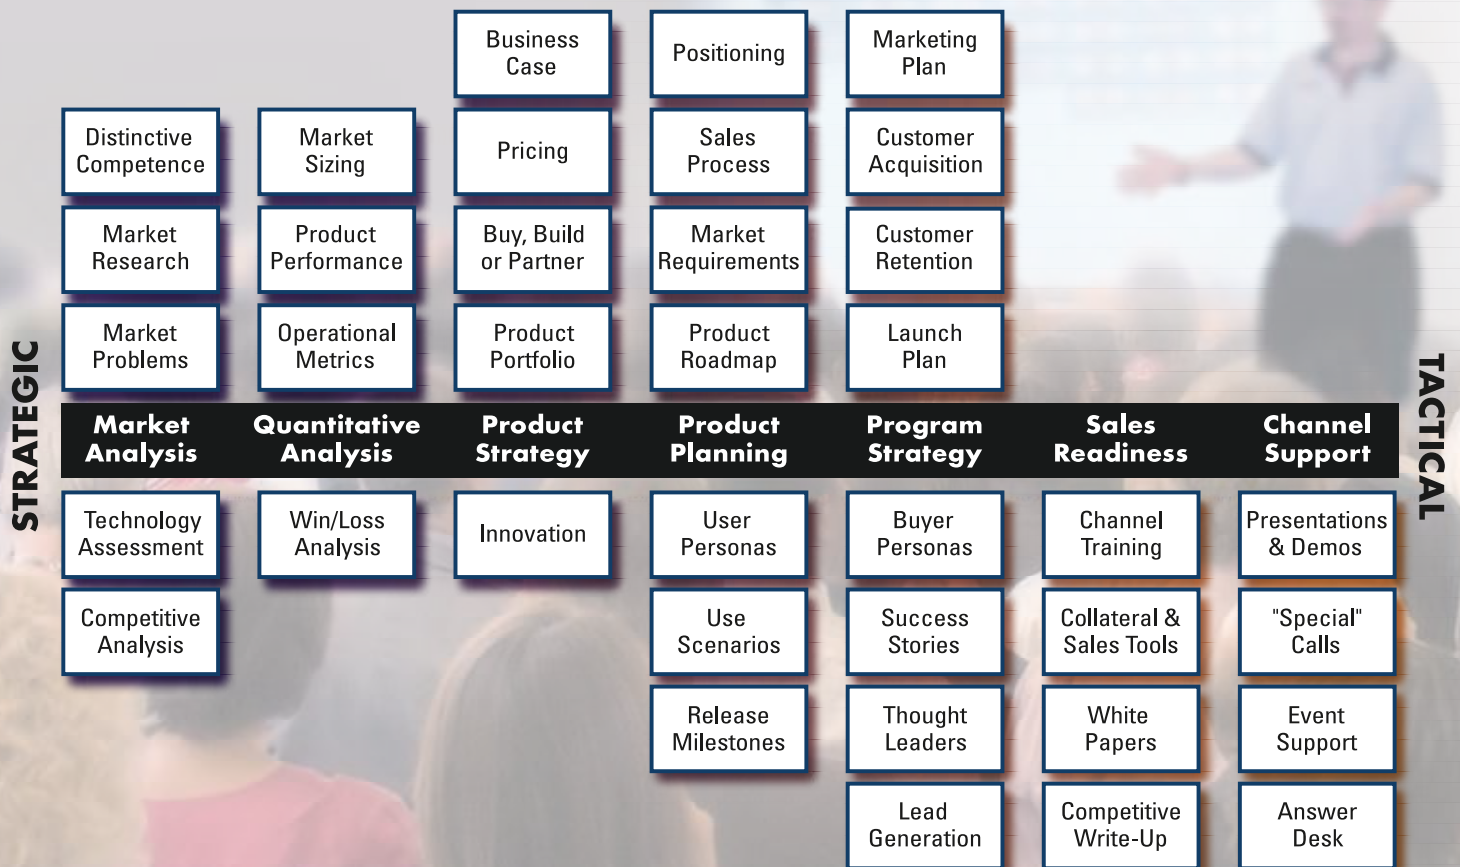 Business
Case
Positioning
Marketing
Plan
Distinctive
Competence
Market
Sizing
Pricing
Sales
Process
Customer
Acquisition
Market
Research
Product
Performance
Buy, Build
or Partner
Market
Requirements
Customer
Retention
Market
Problems
Operational
Metrics
Product
Portfolio
Product
Roadmap
Launch
Plan
STRATEGIC
Market
Analysis
Quantitative
Analysis
Product
Strategy
Product
Planning
Program
Strategy
Sales
Readiness
Channel
Support
TACTICAL
Technology
Assessment
Win/Loss
Analysis
Innovation
User
Personas
Buyer
Personas
Channel
Training
Presentations
& Demos
Competitive
Analysis
Use
Scenarios
Success
Stories
Collateral &
Sales Tools
"Special"
Calls
Release
Milestones
Thought
Leaders
White
Papers
Event
Support
Lead
Generation
Competitive
Write-Up
Answer
Desk